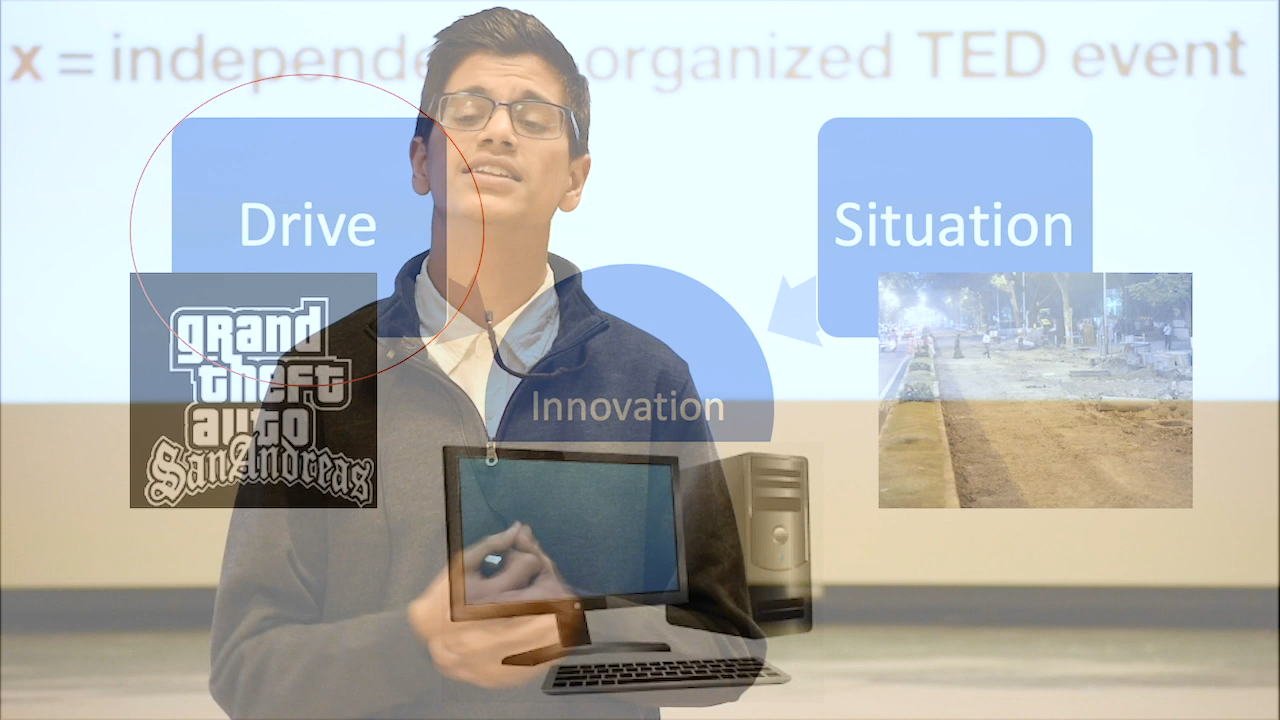 x = independe organized TED event
Drive
Situation
grand
theft
auto
San Andreas
Innovation